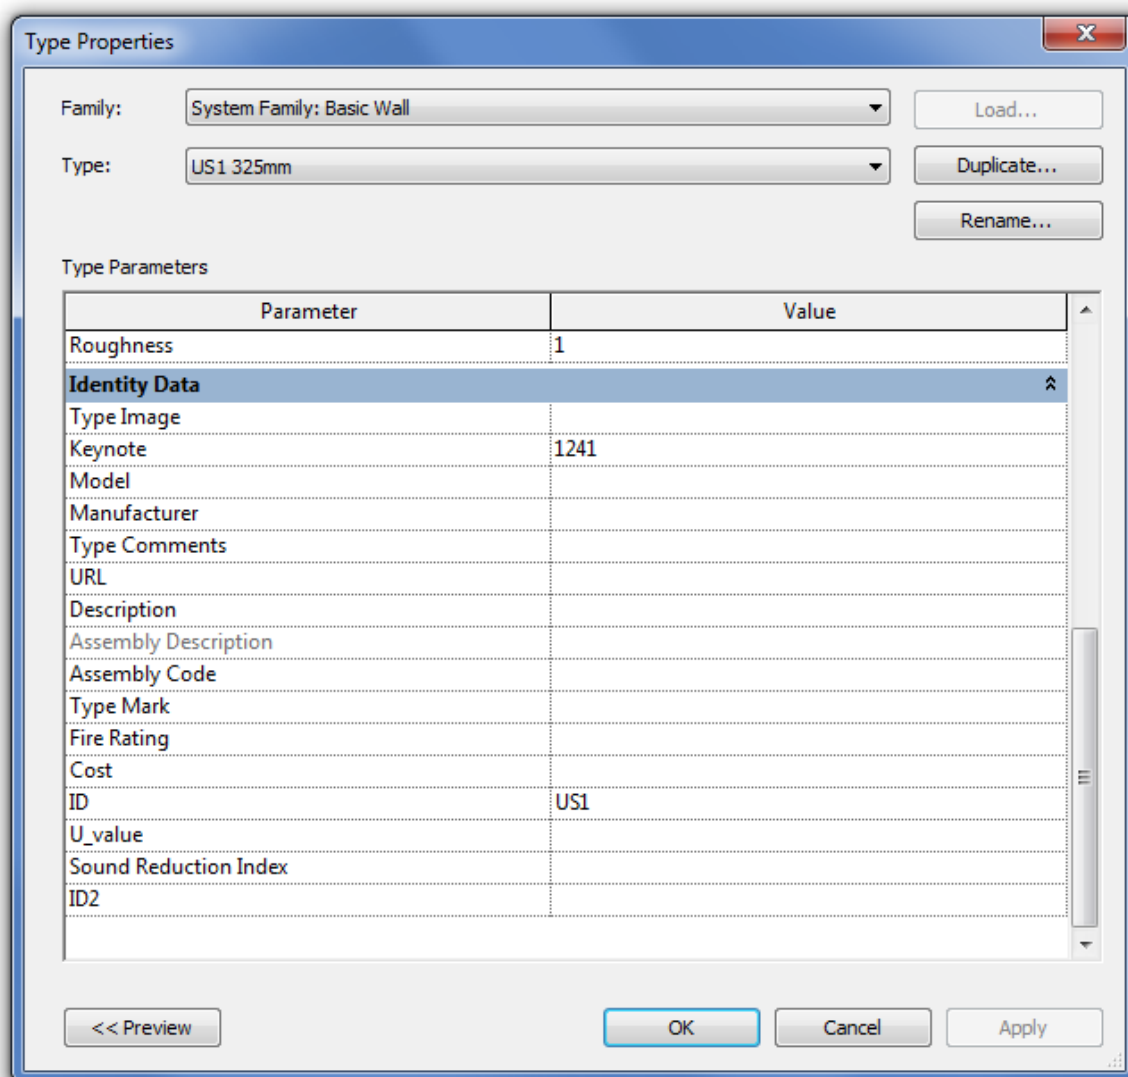 Type Properties
Family: System Family: Basic Wall Load...
Type: US1 325mm Duplicate...
Rename...
Type Parameters
Parameter Value
Roughness 1
Identity Data
Type Image
Keynote 1241
Model
Manufacturer
Type Comments
URL
Description
Assembly Description
Assembly Code
Type Mark
Fire Rating
Cost
ID US1
U_value
Sound Reduction Index
ID2
<< Preview OK Cancel Apply